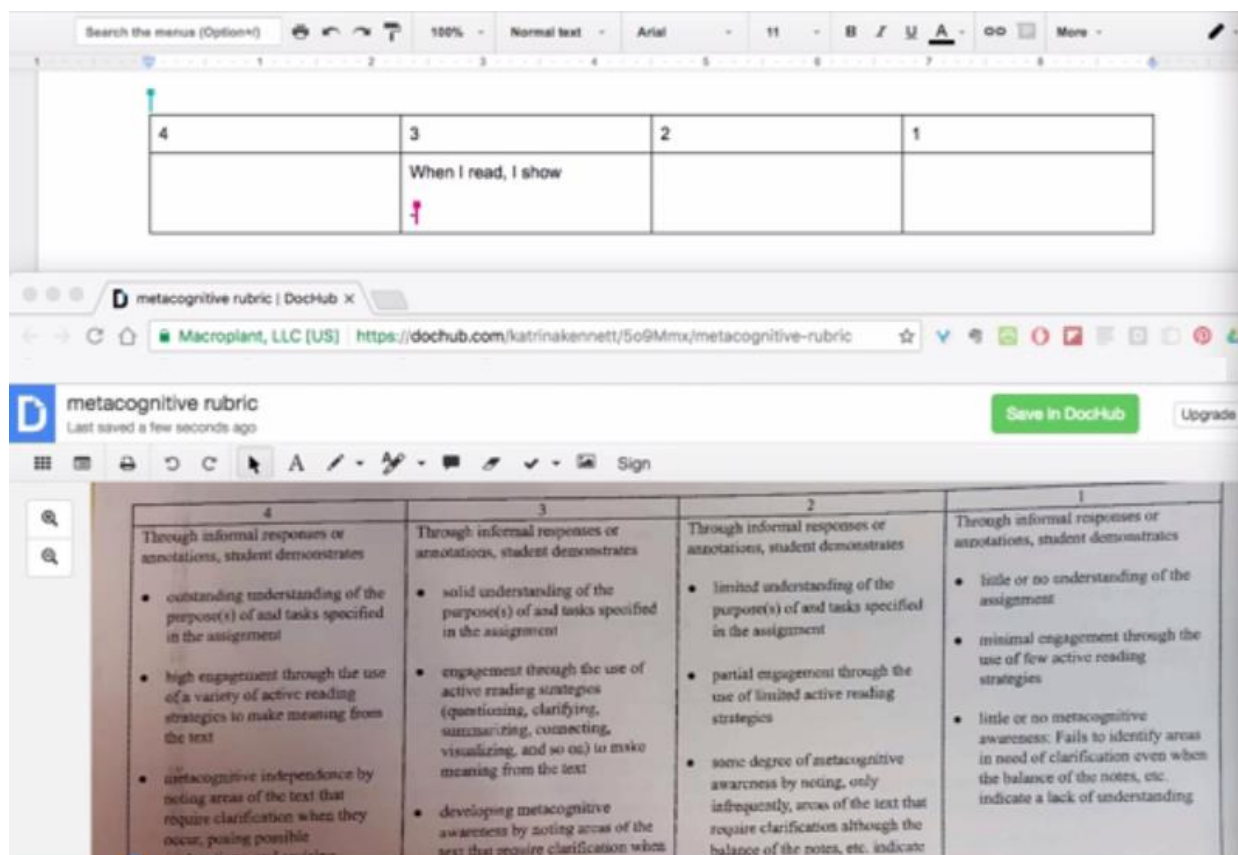 Search the menus (Option+/)
100%
Normal text
Arial
11
B I U A
More
1 1 2 3 4 5 6 7 8
4
3
2
1
When I read, I show
-
metacognitive rubric | DocHub ×
Macroplant, LLC [US]
https://dochub.com/katrinakennett/5o9Mmx/metacognitive-rubric
D
metacognitive rubric
Last saved a few seconds ago
Save in DocHub
Upgrade
A
Sign
4
Through informal responses or
annotations, student demonstrates
• outstanding understanding of the
purpose(s) of and tasks specified
in the assignment
• high engagement through the use
of a variety of active reading
strategies to make meaning from
the text
• metacognitive independence by
noting areas of the text that
require clarification when they
occur, posing possible
3
Through informal responses or
annotations, student demonstrates
• solid understanding of the
purpose(s) of and tasks specified
in the assignment
• engagement through the use of
active reading strategies
(questioning, clarifying,
summarizing, connecting,
visualizing, and so on) to make
meaning from the text
• developing metacognitive
awareness by noting areas of the
text that require clarification when
2
Through informal responses or
annotations, student demonstrates
• limited understanding of the
purpose(s) of and tasks specified
in the assignment
• partial engagement through the
use of limited active reading
strategies
• some degree of metacognitive
awareness by noting, only
infrequently, areas of the text that
require clarification although the
balance of the notes, etc. indicate
1
Through informal responses or
annotations, student demonstrates
• little or no understanding of the
assignment
• minimal engagement through the
use of few active reading
strategies
• little or no metacognitive
awareness: Fails to identify areas
in need of clarification even when
the balance of the notes, etc.
indicate a lack of understanding